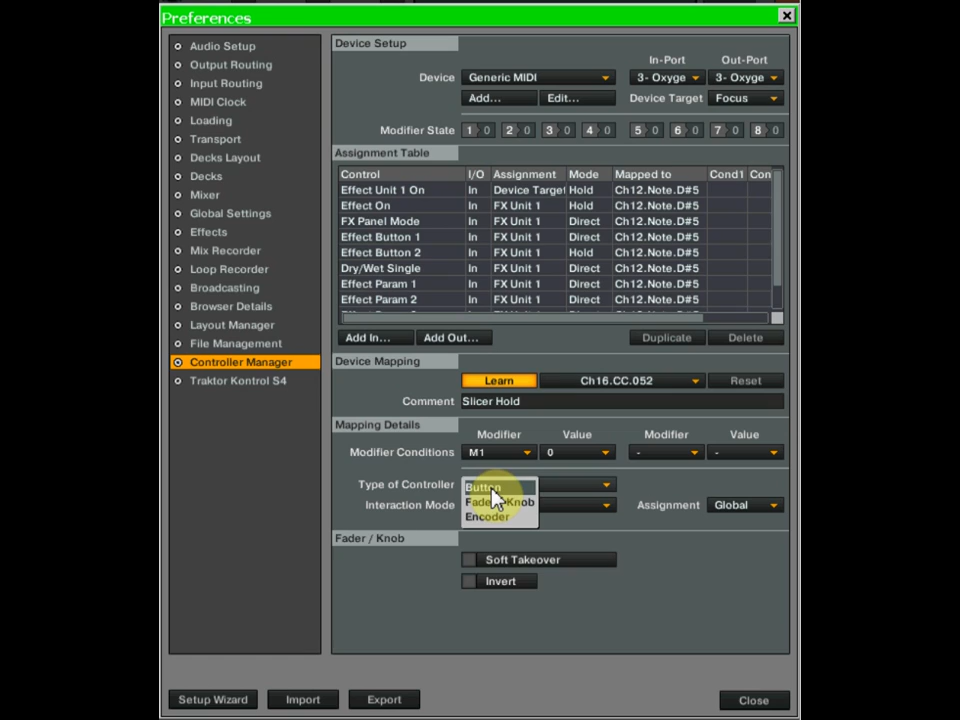 Preferences
Audio Setup
Output Routing
Input Routing
MIDI Clock
Loading
Transport
Decks Layout
Decks
Mixer
Global Settings
Effects
Mix Recorder
Loop Recorder
Broadcasting
Browser Details
Layout Manager
File Management
Controller Manager
Traktor Kontrol S4
Device Setup
In-Port Out-Port
Device Generic MIDI 3- Oxyge 3- Oxyge
Add... Edit... Device Target Focus
Modifier State 1 0 2 0 3 0 4 0 5 0 6 0 7 0 8 0
Assignment Table
Control I/O Assignment Mode Mapped to Cond1 Con
Effect Unit 1 On In Device Target Hold Ch12.Note.D#5
Effect On In FX Unit 1 Hold Ch12.Note.D#5
FX Panel Mode In FX Unit 1 Direct Ch12.Note.D#5
Effect Button 1 In FX Unit 1 Direct Ch12.Note.D#5
Effect Button 2 In FX Unit 1 Hold Ch12.Note.D#5
Dry/Wet Single In FX Unit 1 Direct Ch12.Note.D#5
Effect Param 1 In FX Unit 1 Direct Ch12.Note.D#5
Effect Param 2 In FX Unit 1 Direct Ch12.Note.D#5
Add In... Add Out... Duplicate Delete
Device Mapping
Learn Ch16.CC.052 Reset
Comment Slicer Hold
Mapping Details
Modifier Value Modifier Value
Modifier Conditions M1 0 - -
Type of Controller
Button
Fader / Knob
Encoder
Interaction Mode Assignment Global
Fader / Knob
Soft Takeover
Invert
Setup Wizard Import Export Close